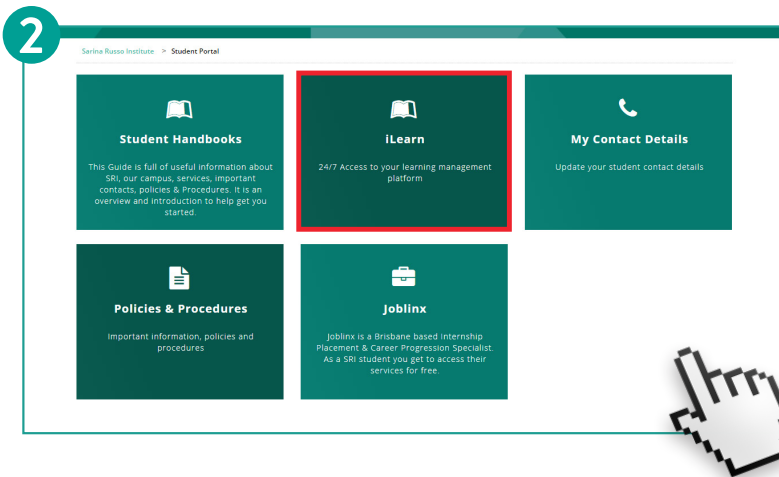 2
Sarina Russo Institute > Student Portal
Student Handbooks
This Guide is full of useful information about
SRI, our campus, services, important
contacts, policies & Procedures. It is an
overview and introduction to help get you
started.
iLearn
24/7 Access to your learning management
platform
My Contact Details
Update your student contact details
Policies & Procedures
Important information, policies and
procedures
Joblinx
Joblinx is a Brisbane based Internship
Placement & Career Progression Specialist.
As a SRI student you get to access their
services for free.